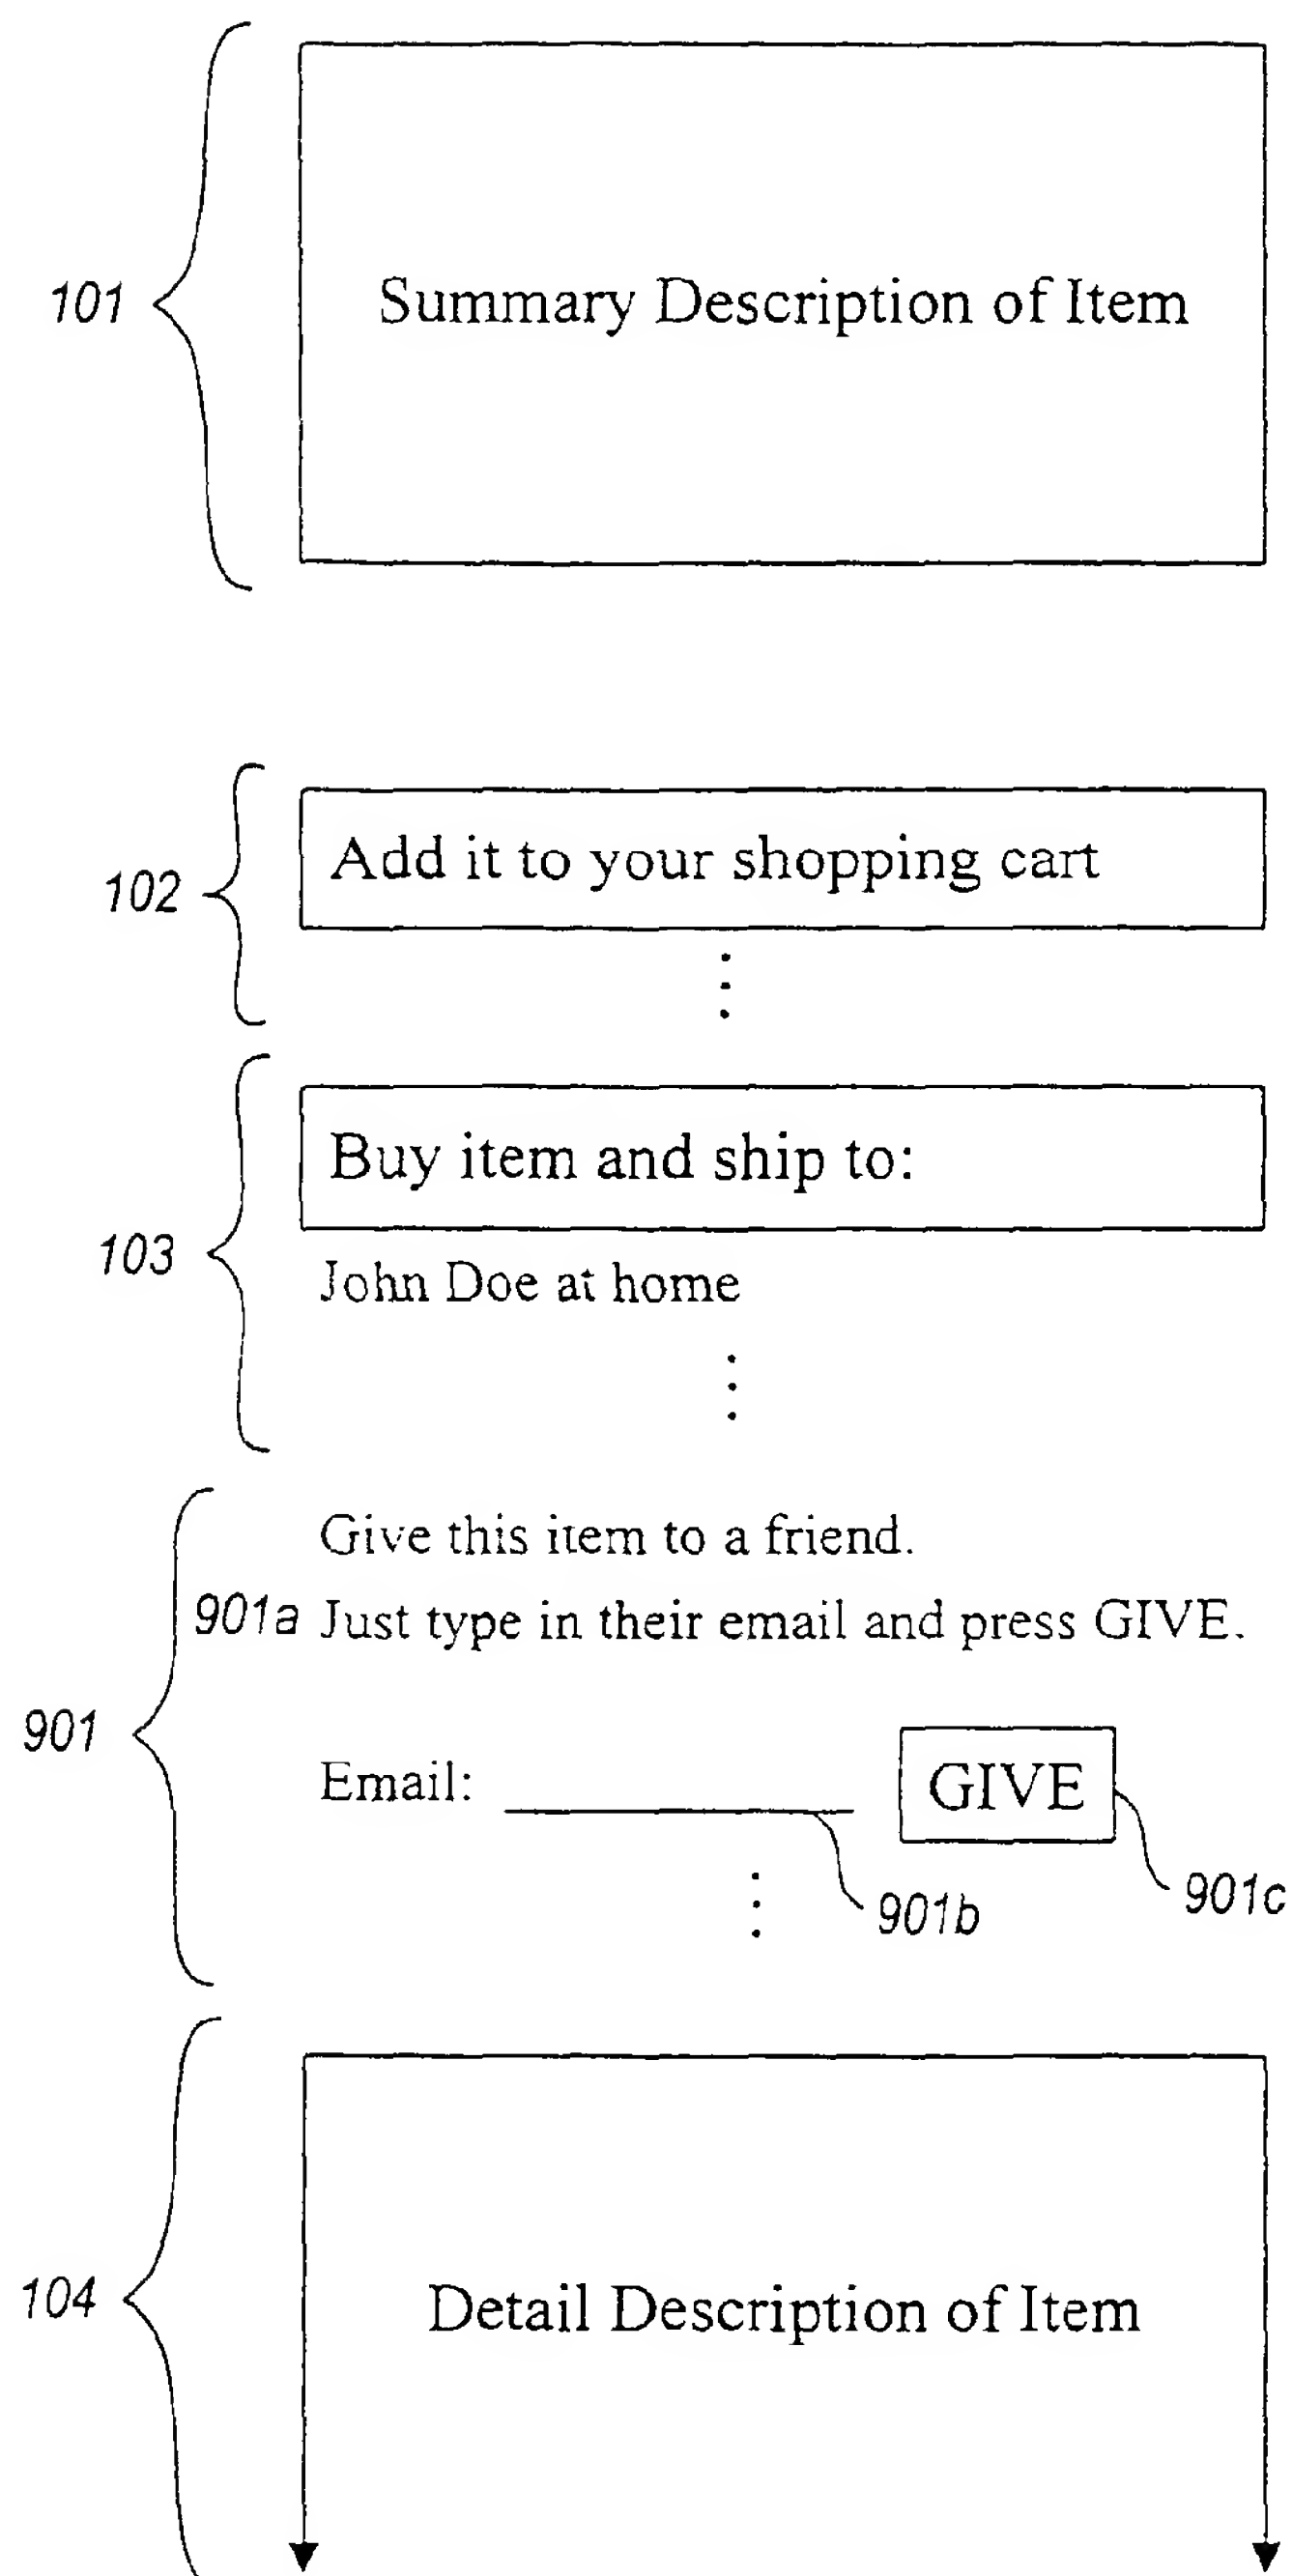 101
Summary Description of Item
102
Add it to your shopping cart
103
Buy item and ship to:
John Doe at home
901
Give this item to a friend.
901a Just type in their email and press GIVE.
Email: GIVE
901b
901c
104
Detail Description of Item